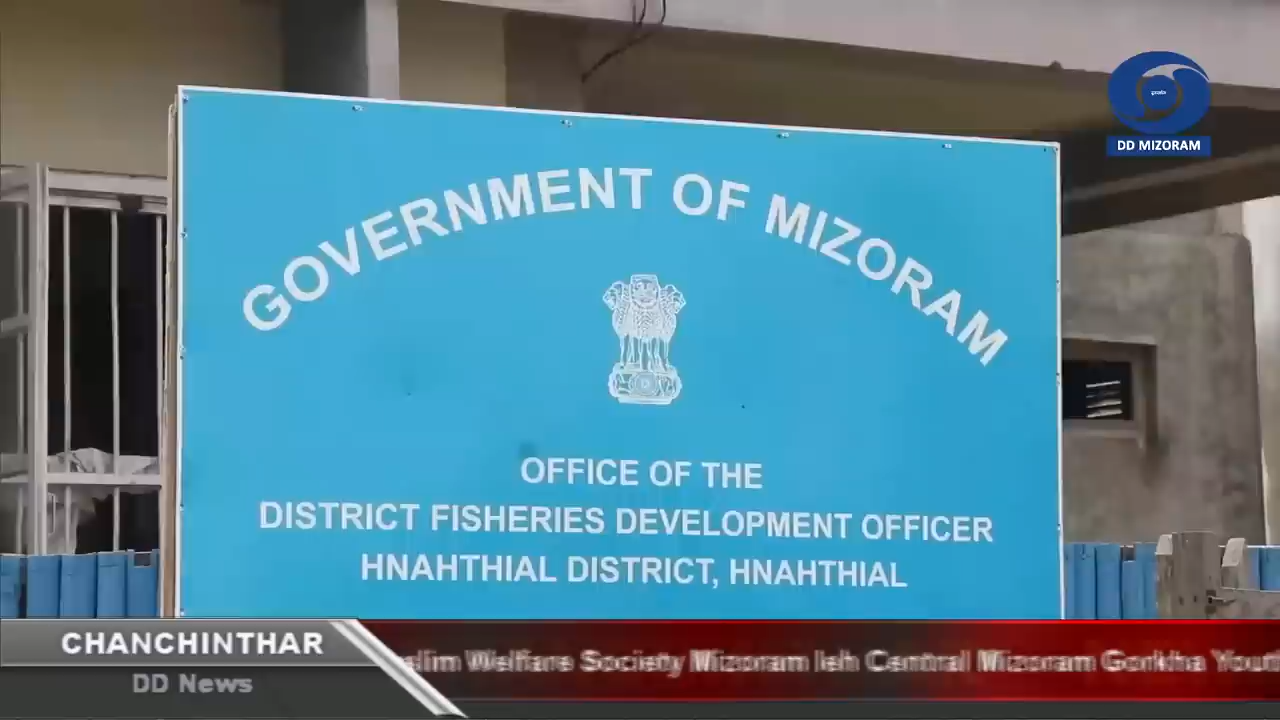 DD MIZORAM
GOVERNMENT OF MIZORAM
OFFICE OF THE
DISTRICT FISHERIES DEVELOPMENT OFFICER
HNAHTHIAL DISTRICT, HNAHTHIAL
CHANCHINTHAR
DD News
Welfare Society Mizoram leh Central Mizoram Gorkha